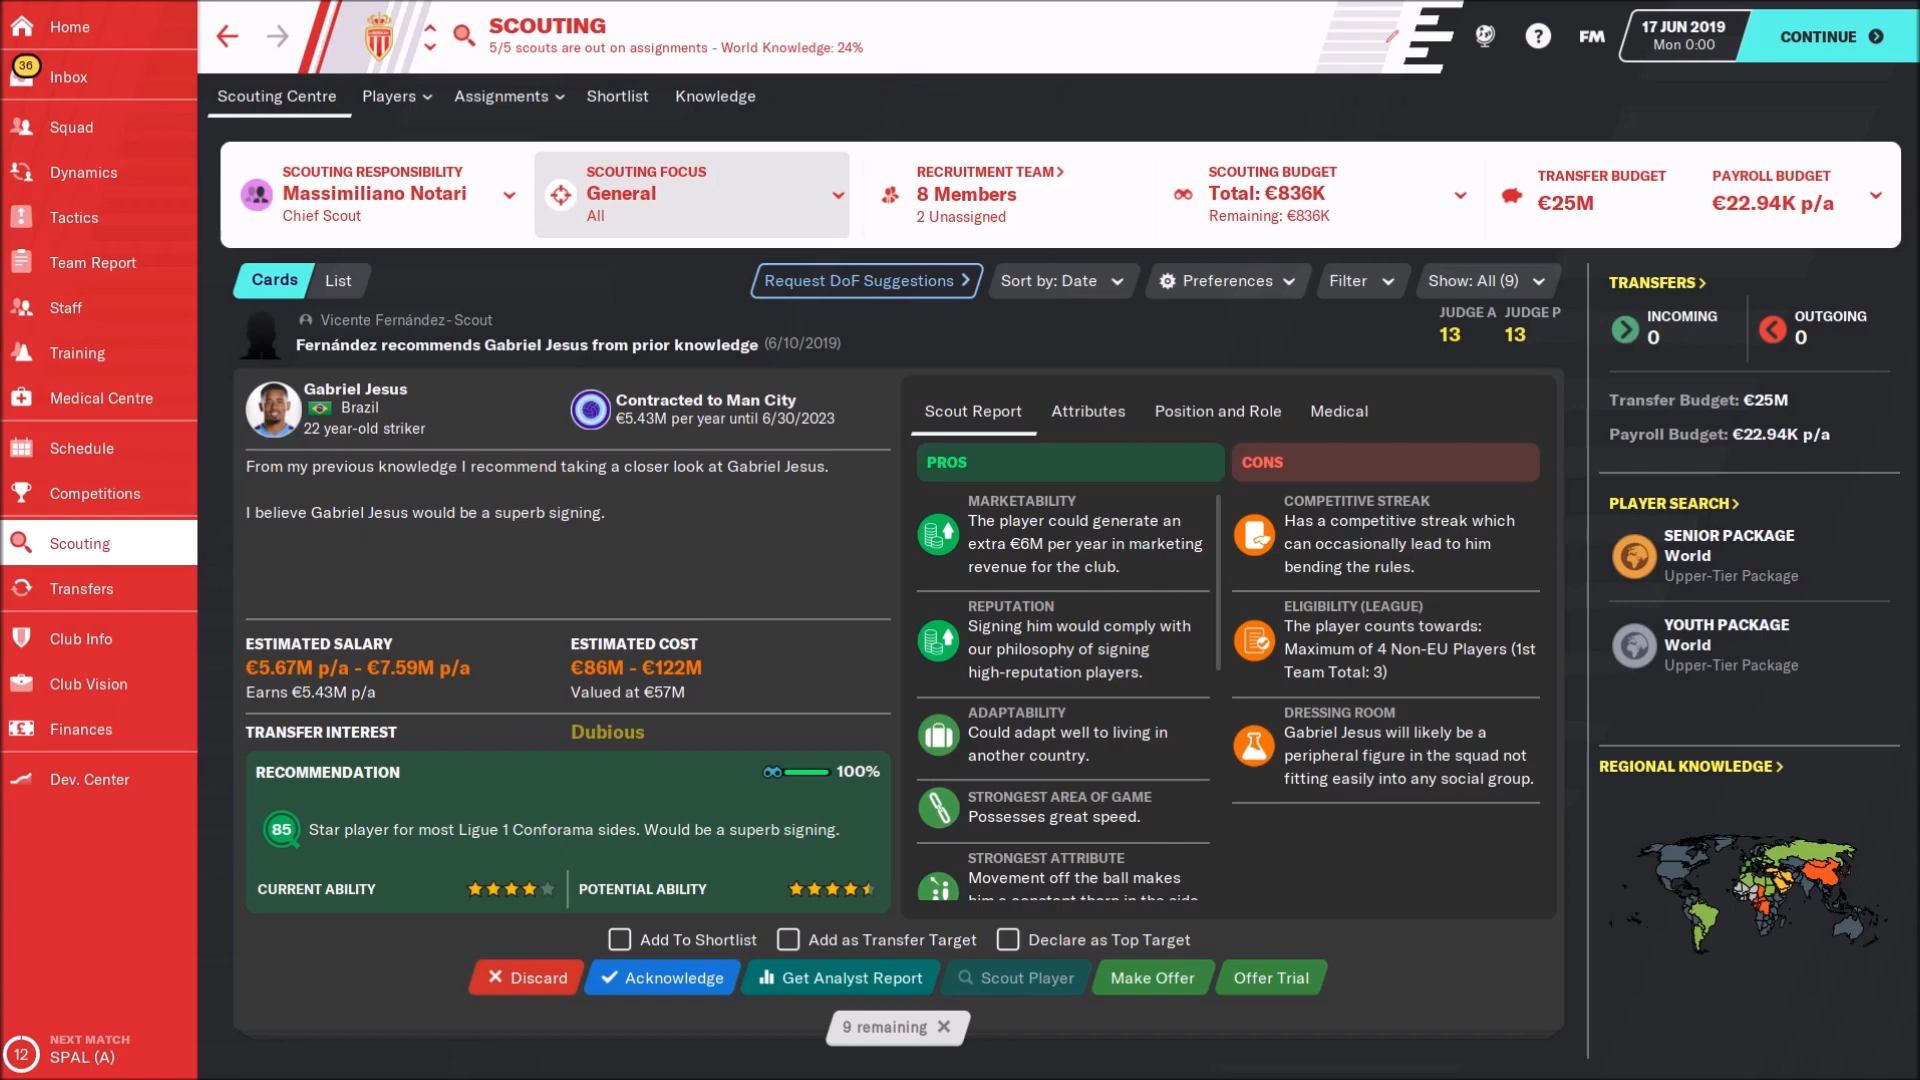 Home
36
Inbox
Squad
Dynamics
Tactics
Team Report
Staff
Training
Medical Centre
Schedule
Competitions
Scouting
Transfers
Club Info
Club Vision
Finances
Dev. Center
NEXT MATCH
12
SPAL (A)
SCOUTING
5/5 scouts are out on assignments - World Knowledge: 24%
?
FM
17 JUN 2019
Mon 0:00
CONTINUE
Scouting Centre
Players
Assignments
Shortlist
Knowledge
SCOUTING RESPONSIBILITY
Massimiliano Notari
Chief Scout
SCOUTING FOCUS
General
All
RECRUITMENT TEAM
8 Members
2 Unassigned
SCOUTING BUDGET
Total: €836K
Remaining: €836K
TRANSFER BUDGET
€25M
PAYROLL BUDGET
€22.94K p/a
Cards
List
Request DoF Suggestions
Sort by: Date
Preferences
Filter
Show: All (9)
Vicente Fernández - Scout
Fernández recommends Gabriel Jesus from prior knowledge (6/10/2019)
JUDGE A
13
JUDGE P
13
Gabriel Jesus
Brazil
22 year-old striker
Contracted to Man City
€5.43M per year until 6/30/2023
From my previous knowledge I recommend taking a closer look at Gabriel Jesus.
I believe Gabriel Jesus would be a superb signing.
ESTIMATED SALARY
€5.67M p/a - €7.59M p/a
Earns €5.43M p/a
ESTIMATED COST
€86M - €122M
Valued at €57M
TRANSFER INTEREST
Dubious
RECOMMENDATION
100%
85
Star player for most Ligue 1 Conforama sides. Would be a superb signing.
CURRENT ABILITY
POTENTIAL ABILITY
Scout Report
Attributes
Position and Role
Medical
PROS
MARKETABILITY
The player could generate an
extra €6M per year in marketing
revenue for the club.
REPUTATION
Signing him would comply with
our philosophy of signing
high-reputation players.
ADAPTABILITY
Could adapt well to living in
another country.
STRONGEST AREA OF GAME
Possesses great speed.
STRONGEST ATTRIBUTE
Movement off the ball makes
him a constant thorn in the side
CONS
COMPETITIVE STREAK
Has a competitive streak which
can occasionally lead to him
bending the rules.
ELIGIBILITY (LEAGUE)
The player counts towards:
Maximum of 4 Non-EU Players (1st
Team Total: 3)
DRESSING ROOM
Gabriel Jesus will likely be a
peripheral figure in the squad not
fitting easily into any social group.
Add To Shortlist
Add as Transfer Target
Declare as Top Target
Discard
Acknowledge
Get Analyst Report
Scout Player
Make Offer
Offer Trial
9 remaining
TRANSFERS
INCOMING
0
OUTGOING
0
Transfer Budget: €25M
Payroll Budget: €22.94K p/a
PLAYER SEARCH
SENIOR PACKAGE
World
Upper-Tier Package
YOUTH PACKAGE
World
Upper-Tier Package
REGIONAL KNOWLEDGE